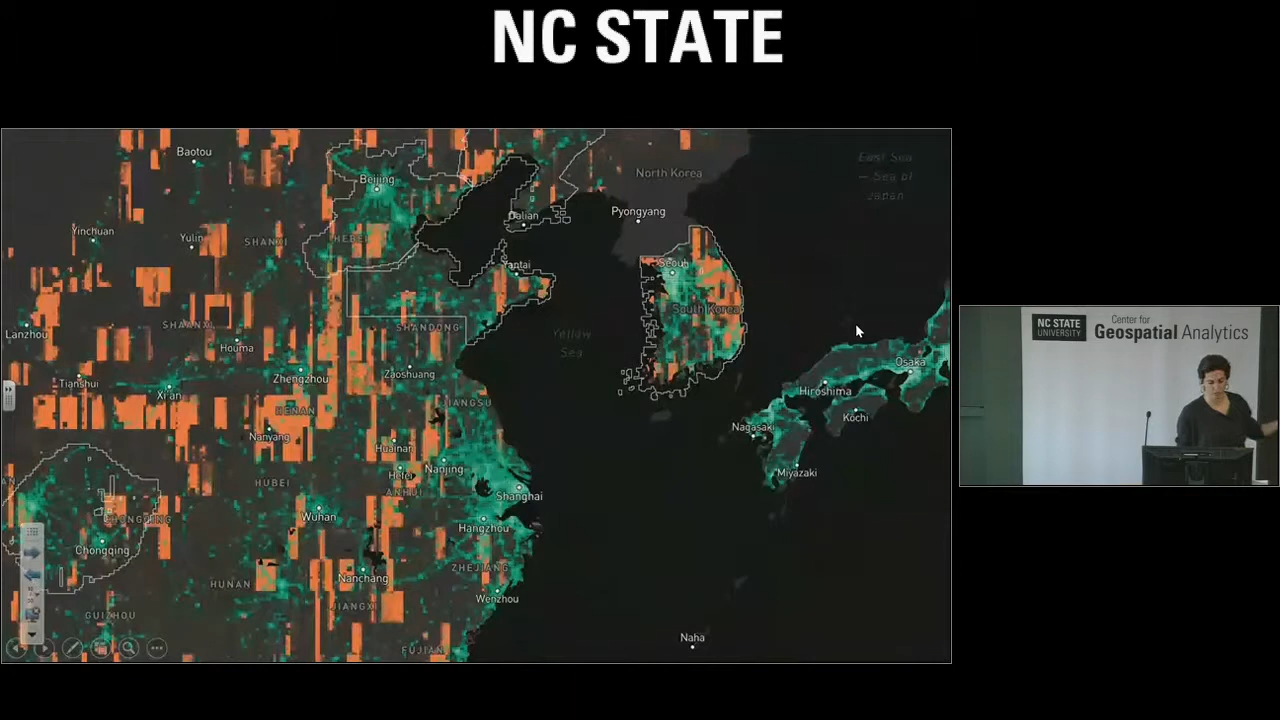 NC STATE
Baotou
Beijing
North Korea
East Sea
— Sea of
Japan
Dalian
Pyongyang
Yinchuan
Yulin
SHANXI
HEBEI
Yantai
Seoul
South Korea
Lanzhou
SHAANXI
Houma
SHANDONG
Yellow
Sea
Tianshui
Xi'an
Zhengzhou
Zaoshuang
Osaka
Hiroshima
HENAN
JIANGSU
Kōchi
Nanyang
Nagasaki
Huainan
Hefei
Nanjing
Miyazaki
HUBEI
ANHUI
Shanghai
CHONGQING
Wuhan
Hangzhou
Chongqing
ZHEJIANG
HUNAN
Nanchang
Wenzhou
GUIZHOU
JIANGXI
Naha
FUJIAN
NC STATE
UNIVERSITY
Center for
Geospatial Analytics